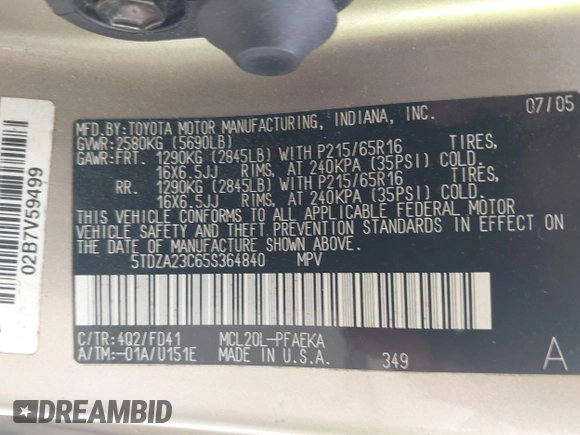 MFD.BY:TOYOTA MOTOR MANUFACTURING, INDIANA, INC. 07/05
GVWR:2580KG (5690LB)
GAWR:FRT. 1290KG (2845LB) WITH P215/65R16 TIRES,
16X6.5JJ RIMS, AT 240KPA (35PSI) COLD.
RR. 1290KG (2845LB) WITH P215/65R16 TIRES,
16X6.5JJ RIMS, AT 240KPA (35PSI) COLD.
THIS VEHICLE CONFORMS TO ALL APPLICABLE FEDERAL MOTOR
VEHICLE SAFETY AND THEFT PREVENTION STANDARDS IN EFFECT ON
THE DATE OF MANUFACTURE SHOWN ABOVE.
5TDZA23C65S364840 MPV
C/TR:4Q2/FD41 MCL20L-PFAEKA
A/TM:-01A/U151E MADE IN U.S.A. 349 A
02B7V59499
DREAMBID